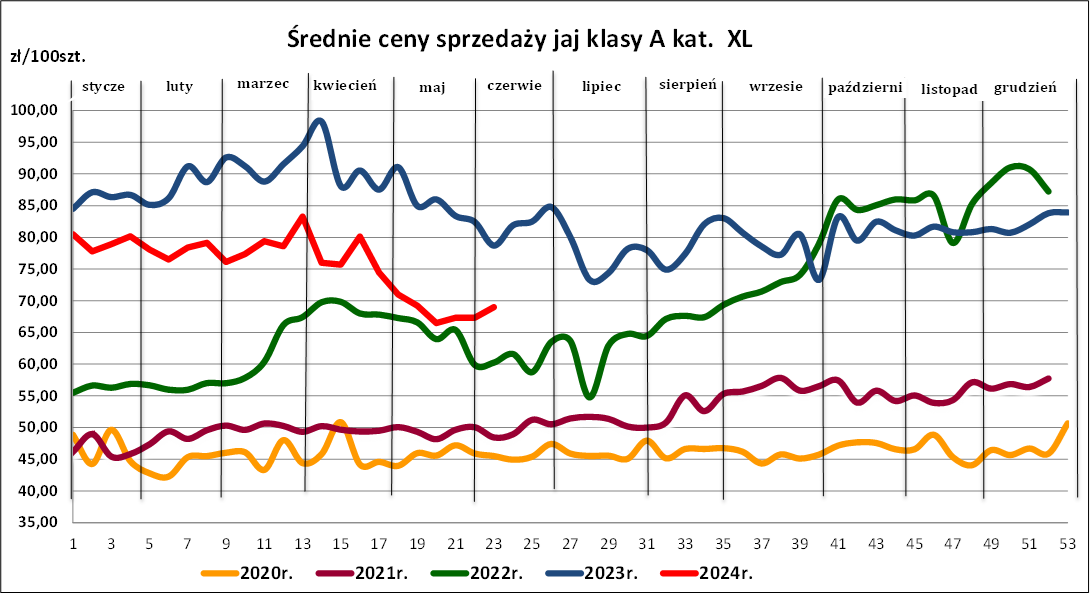 Średnie ceny sprzedaży jaj klasy A kat. XL
zł/100szt.
stycze luty marzec kwiecień maj czerwie lipiec sierpień wrzesie październi listopad grudzień
100,00
95,00
90,00
85,00
80,00
75,00
70,00
65,00
60,00
55,00
50,00
45,00
40,00
35,00
1 3 5 7 9 11 13 15 17 19 21 23 25 27 29 31 33 35 37 39 41 43 45 47 49 51 53
2020r. 2021r. 2022r. 2023r. 2024r.